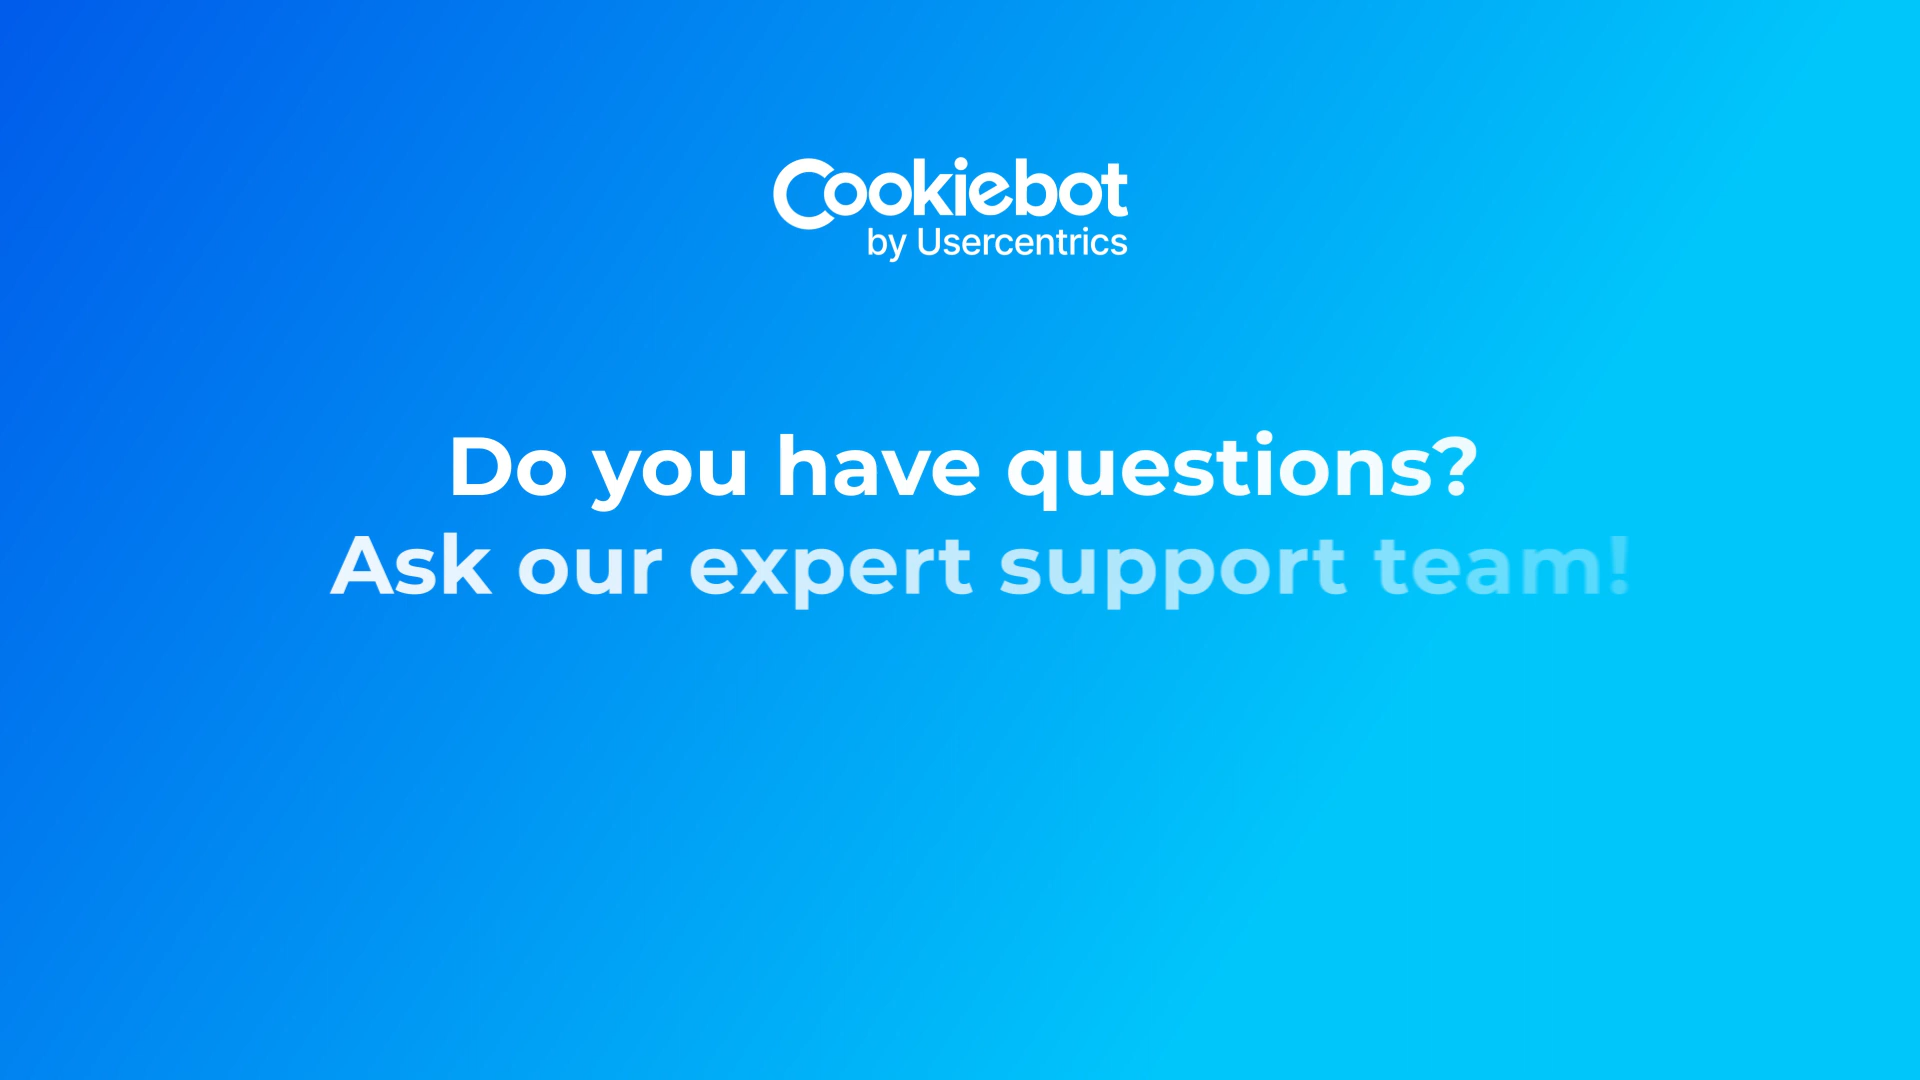 Cookiebot
by Usercentrics
Do you have questions?
Ask our expert support team!